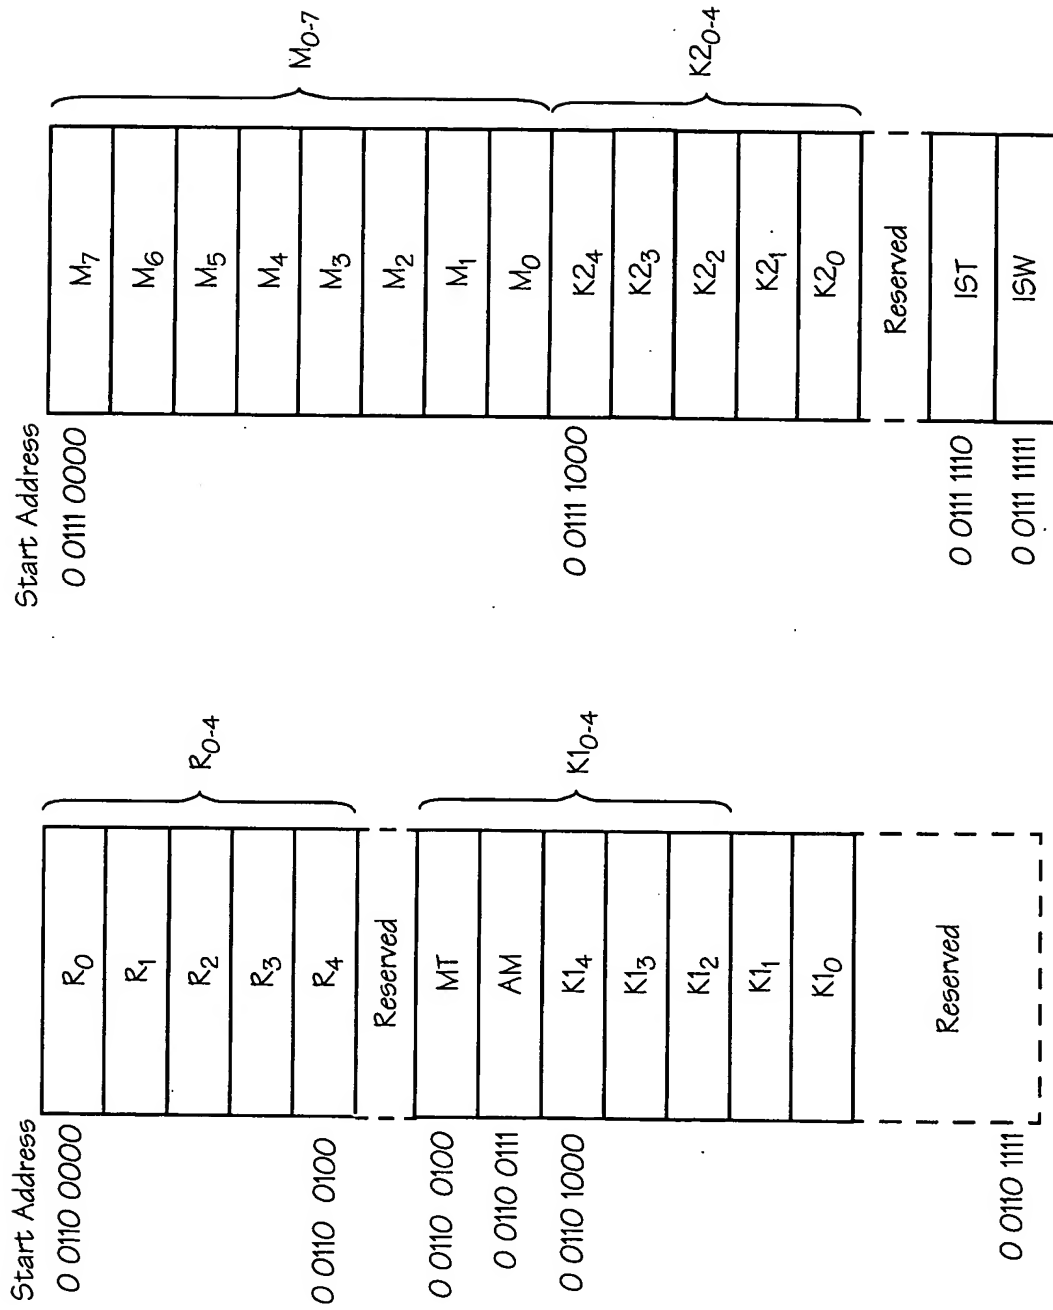 Start Address
0 0110 0000 R₀
R₁
R₂ R₀₋₄
R₃
0 0110 0100 R₄
Reserved
0 0110 0100 MT
0 0110 0111 AM
0 0110 1000 K1₄ K1₀₋₄
K1₃
K1₂
K1₁
K1₀
Reserved
0 0110 1111
Start Address
0 0111 0000 M₇
M₆
M₅
M₄
M₃ M₀₋₇
M₂
M₁
M₀
0 0111 1000 K2₄
K2₃
K2₂ K2₀₋₄
K2₁
K2₀
Reserved
0 0111 1110 IST
0 0111 11111 ISW